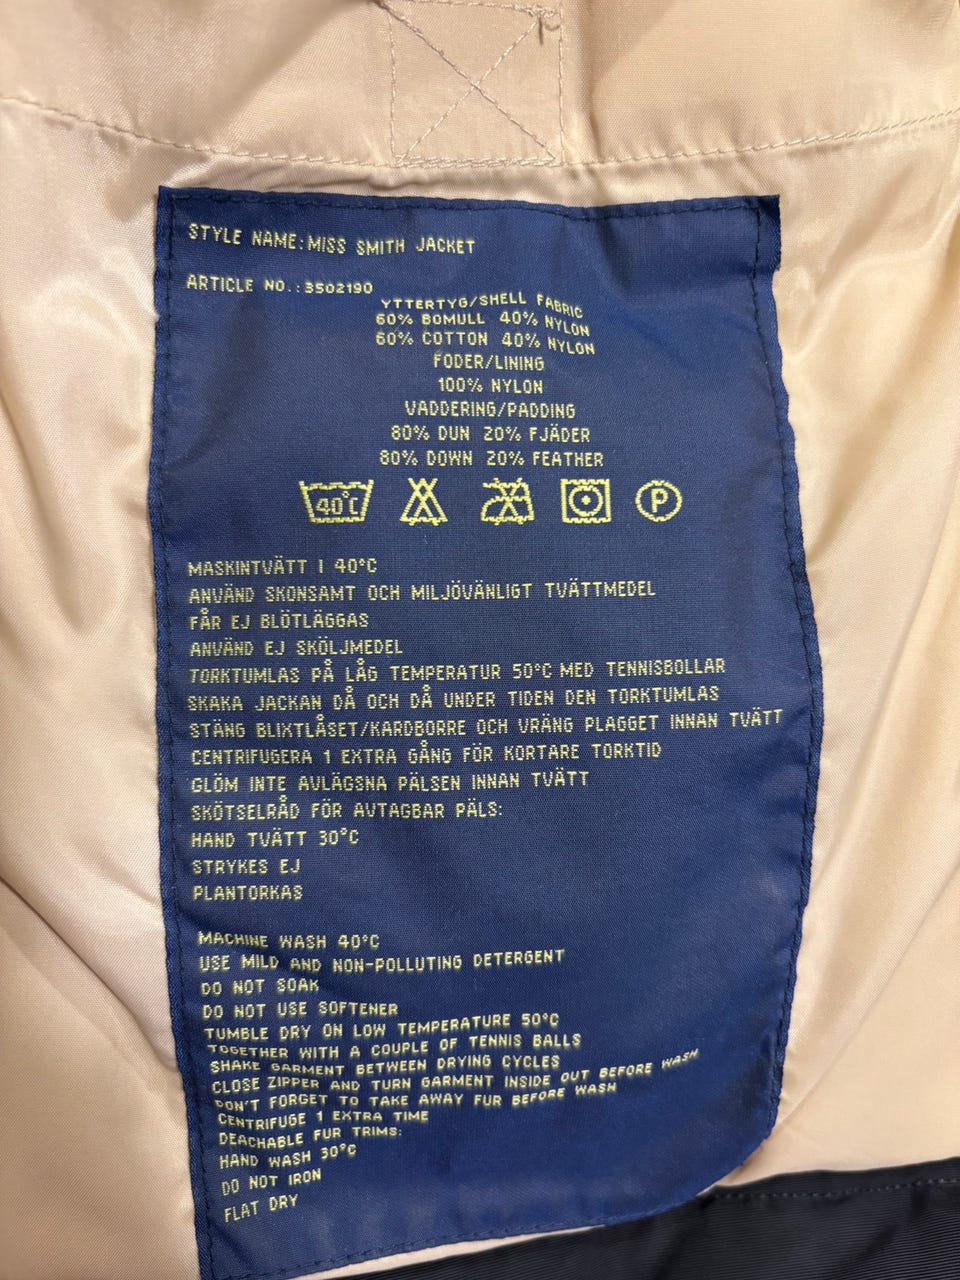 STYLE NAME:MISS SMITH JACKET
ARTICLE NO.:3502190
YTTERTYG/SHELL FABRIC
60% BOMULL 40% NYLON
60% COTTON 40% NYLON
FODER/LINING
100% NYLON
VADDERING/PADDING
80% DUN 20% FJÄDER
80% DOWN 20% FEATHER
40°C P
MASKINTVÄTT I 40°C
ANVÄND SKONSAMT OCH MILJÖVÄNLIGT TVÄTTMEDEL
FÅR EJ BLÖTLÄGGAS
ANVÄND EJ SKÖLJMEDEL
TORKTUMLAS PÅ LÅG TEMPERATUR 50°C MED TENNISBOLLAR
SKAKA JACKAN DÅ OCH DÅ UNDER TIDEN DEN TORKTUMLAS
STÄNG BLIXTLÅSET/KARDBORRE OCH VRÄNG PLAGGET INNAN TVÄTT
CENTRIFUGERA 1 EXTRA GÅNG FÖR KORTARE TORKTID
GLÖM INTE AVLÄGSNA PÄLSEN INNAN TVÄTT
SKÖTSELRÅD FÖR AVTAGBAR PÄLS:
HAND TVÄTT 30°C
STRYKES EJ
PLANTORKAS
MACHINE WASH 40°C
USE MILD AND NON-POLLUTING DETERGENT
DO NOT SOAK
DO NOT USE SOFTENER
TUMBLE DRY ON LOW TEMPERATURE 50°C
TOGETHER WITH A COUPLE OF TENNIS BALLS
SHAKE GARMENT BETWEEN DRYING CYCLES
CLOSE ZIPPER AND TURN GARMENT INSIDE OUT BEFORE WASH
DON'T FORGET TO TAKE AWAY FUR BEFORE WASH
CENTRIFUGE 1 EXTRA TIME
DEACHABLE FUR TRIMS:
HAND WASH 30°C
DO NOT IRON
FLAT DRY